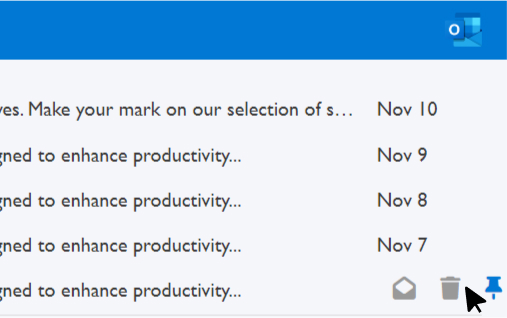 O
yes. Make your mark on our selection of s... Nov 10
gned to enhance productivity... Nov 9
gned to enhance productivity... Nov 8
gned to enhance productivity... Nov 7
gned to enhance productivity...